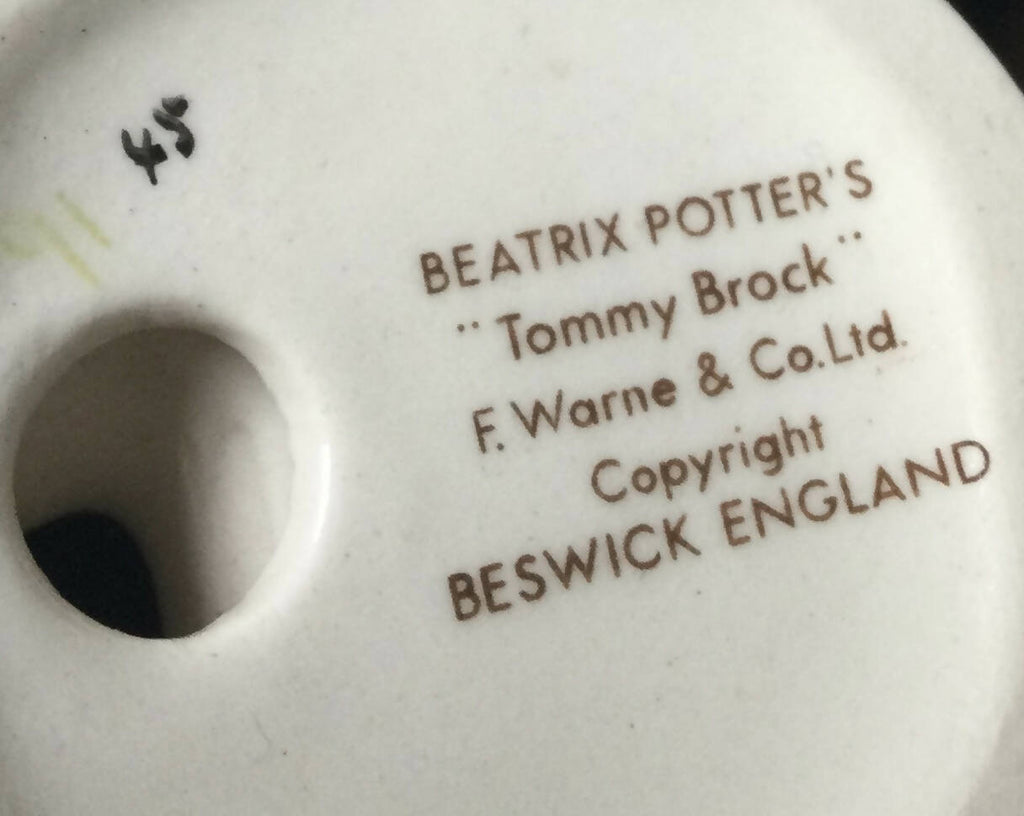 45
BEATRIX POTTER'S
¨ Tommy Brock ¨
F. Warne & Co.Ltd.
Copyright
BESWICK ENGLAND